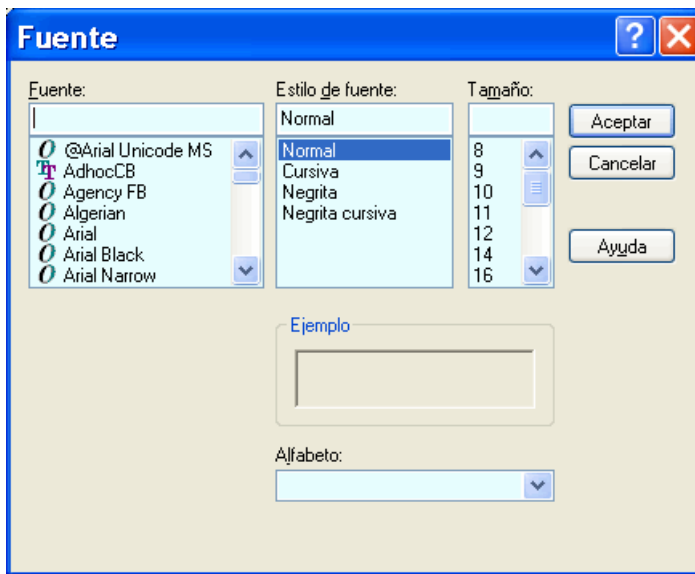 Fuente
Fuente:
@Arial Unicode MS
AdhocCB
Agency FB
Algerian
Arial
Arial Black
Arial Narrow
Estilo de fuente:
Normal
Normal
Cursiva
Negrita
Negrita cursiva
Tamaño:
8
9
10
11
12
14
16
Aceptar
Cancelar
Ayuda
Ejemplo
Alfabeto: